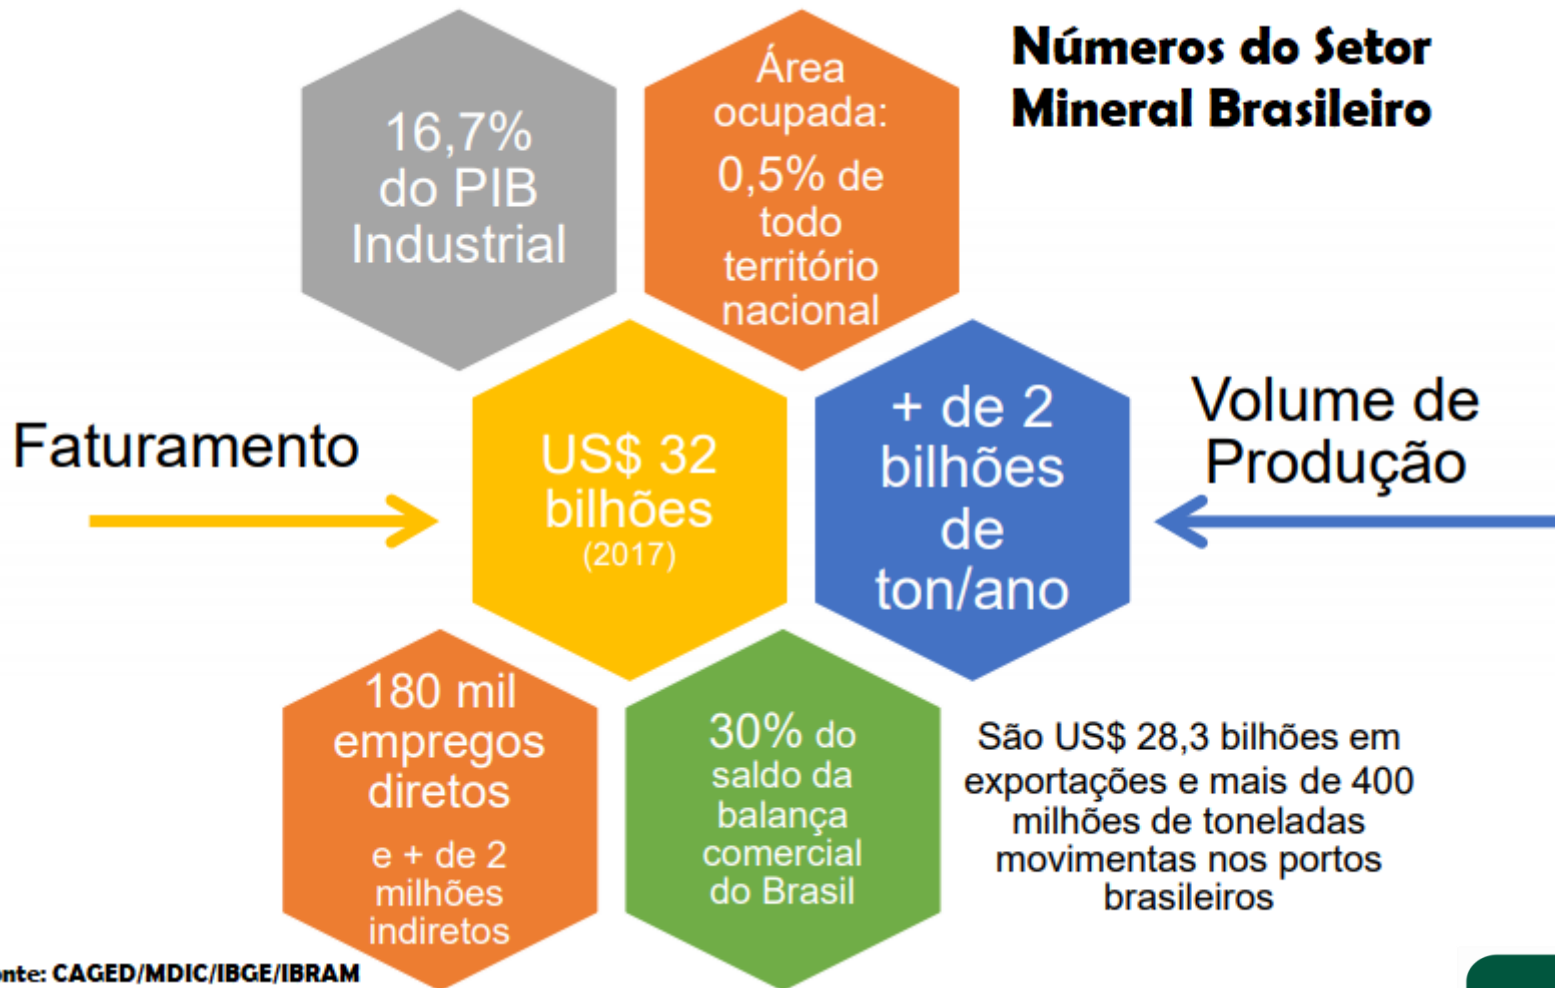 Números do Setor
Mineral Brasileiro
16,7%
do PIB
Industrial
Área
ocupada:
0,5% de
todo
território
nacional
Faturamento
US$ 32
bilhões
(2017)
+ de 2
bilhões
de
ton/ano
Volume de
Produção
180 mil
empregos
diretos
e + de 2
milhões
indiretos
30% do
saldo da
balança
comercial
do Brasil
São US$ 28,3 bilhões em
exportações e mais de 400
milhões de toneladas
movimentas nos portos
brasileiros
nte: CAGED/MDIC/IBGE/IBRAM